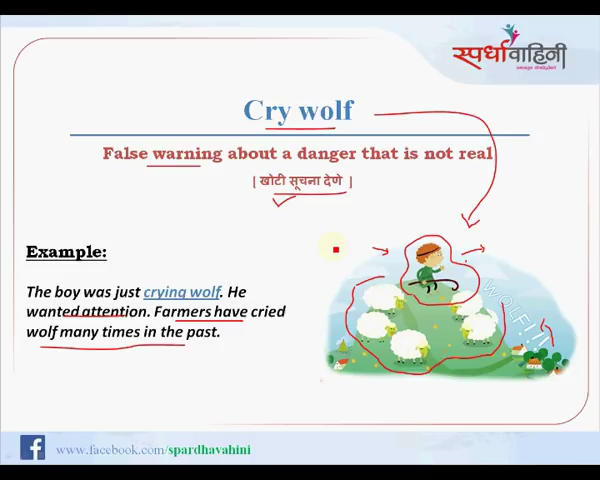 स्पर्धावाहिनी
Cry wolf
False warning about a danger that is not real
[ खोटी सूचना देणे ]
Example:
The boy was just crying wolf. He
wanted attention. Farmers have cried
wolf many times in the past.
WOLF!!!
www.facebook.com/spardhavahini